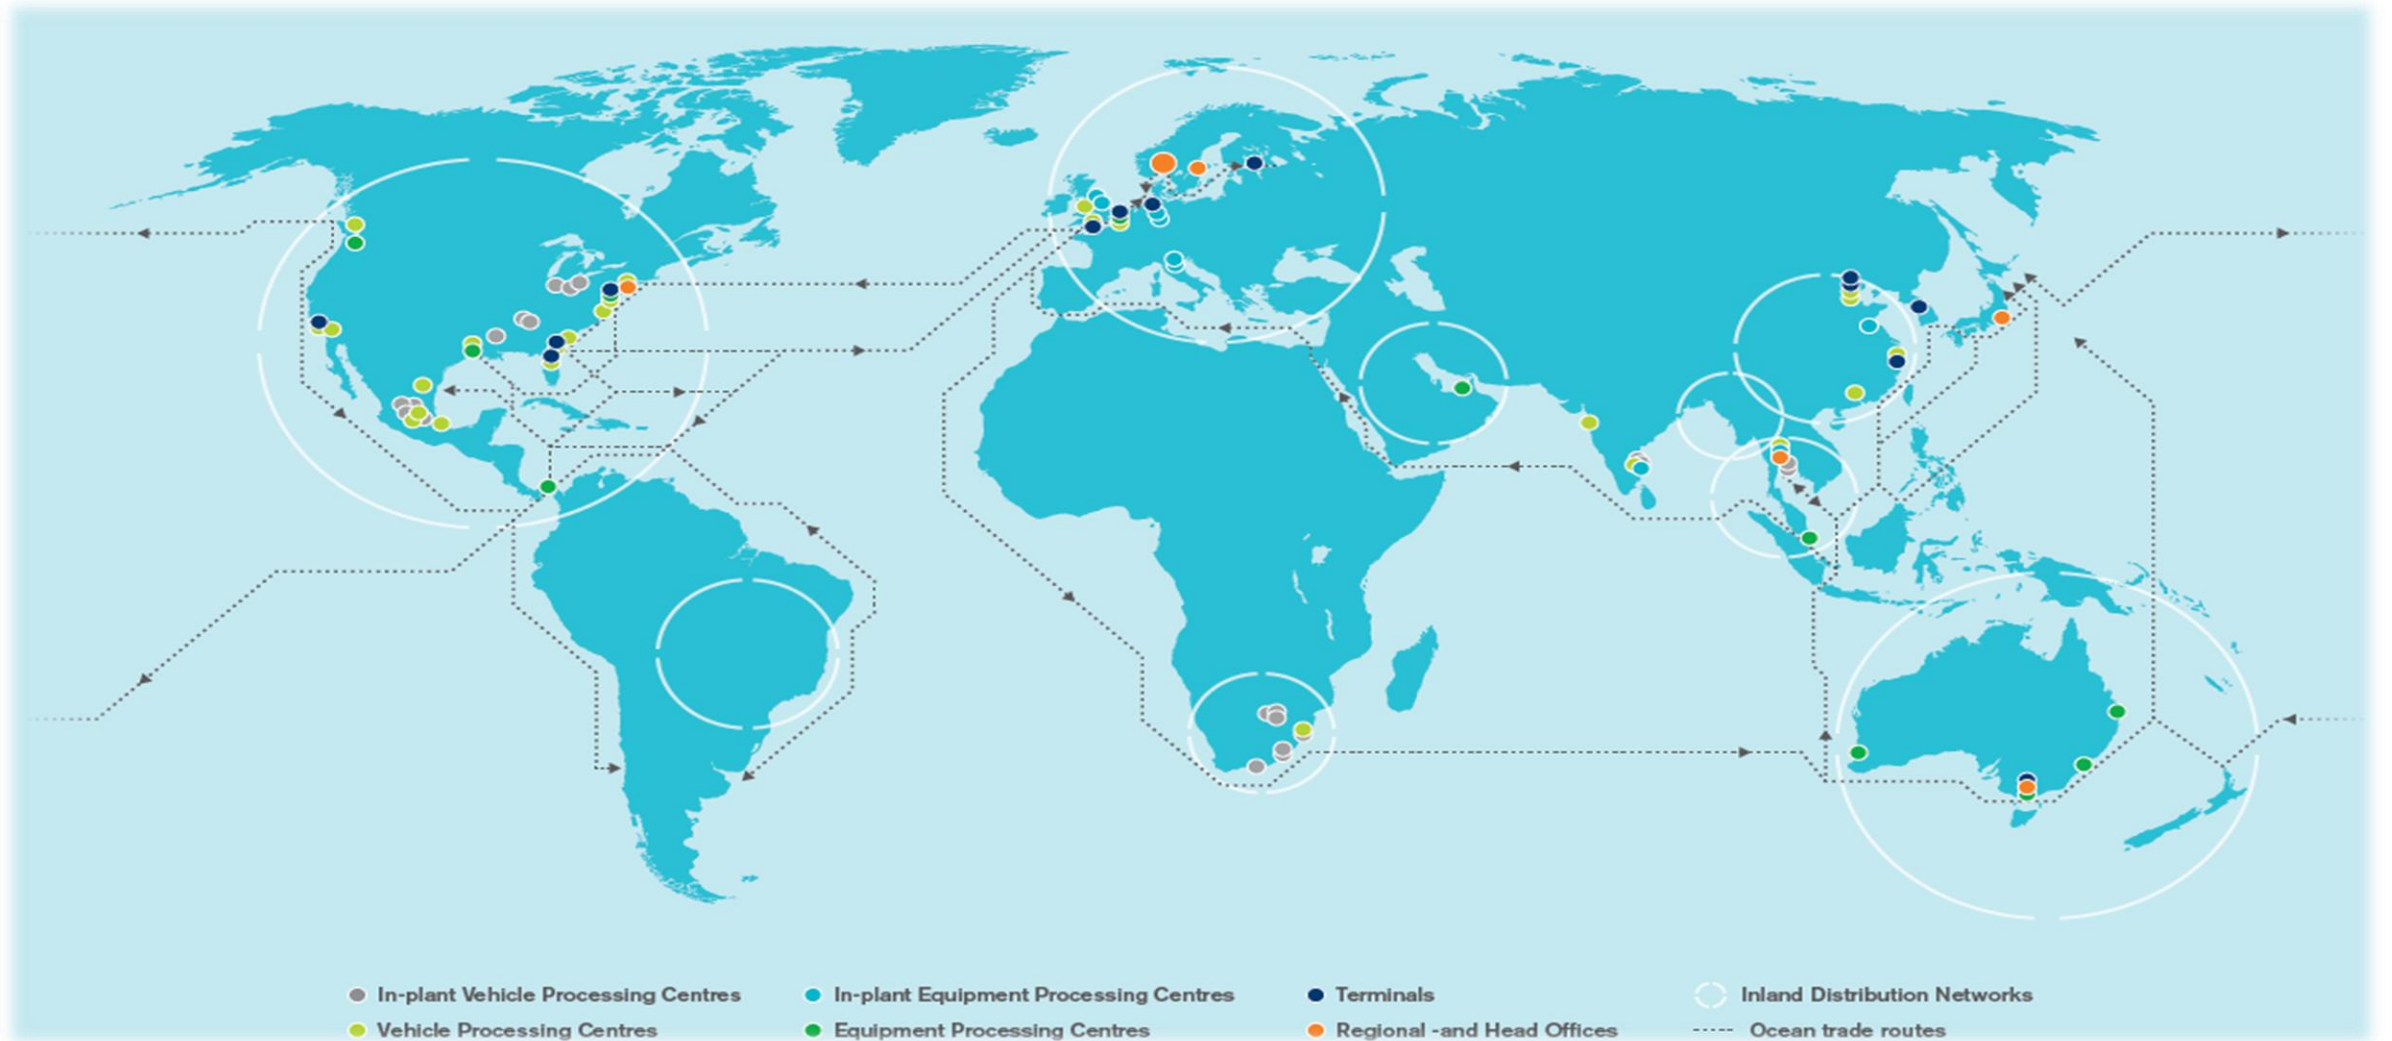 In-plant Vehicle Processing Centres
In-plant Equipment Processing Centres
Terminals
Inland Distribution Networks
Vehicle Processing Centres
Equipment Processing Centres
Regional -and Head Offices
Ocean trade routes